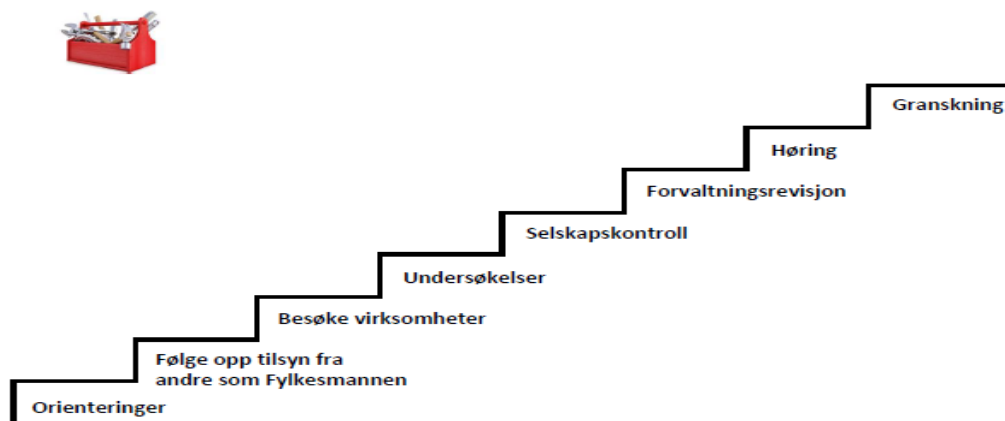 Granskning
Høring
Forvaltningsrevisjon
Selskapskontroll
Undersøkelser
Besøke virksomheter
Følge opp tilsyn fra
andre som Fylkesmannen
Orienteringer